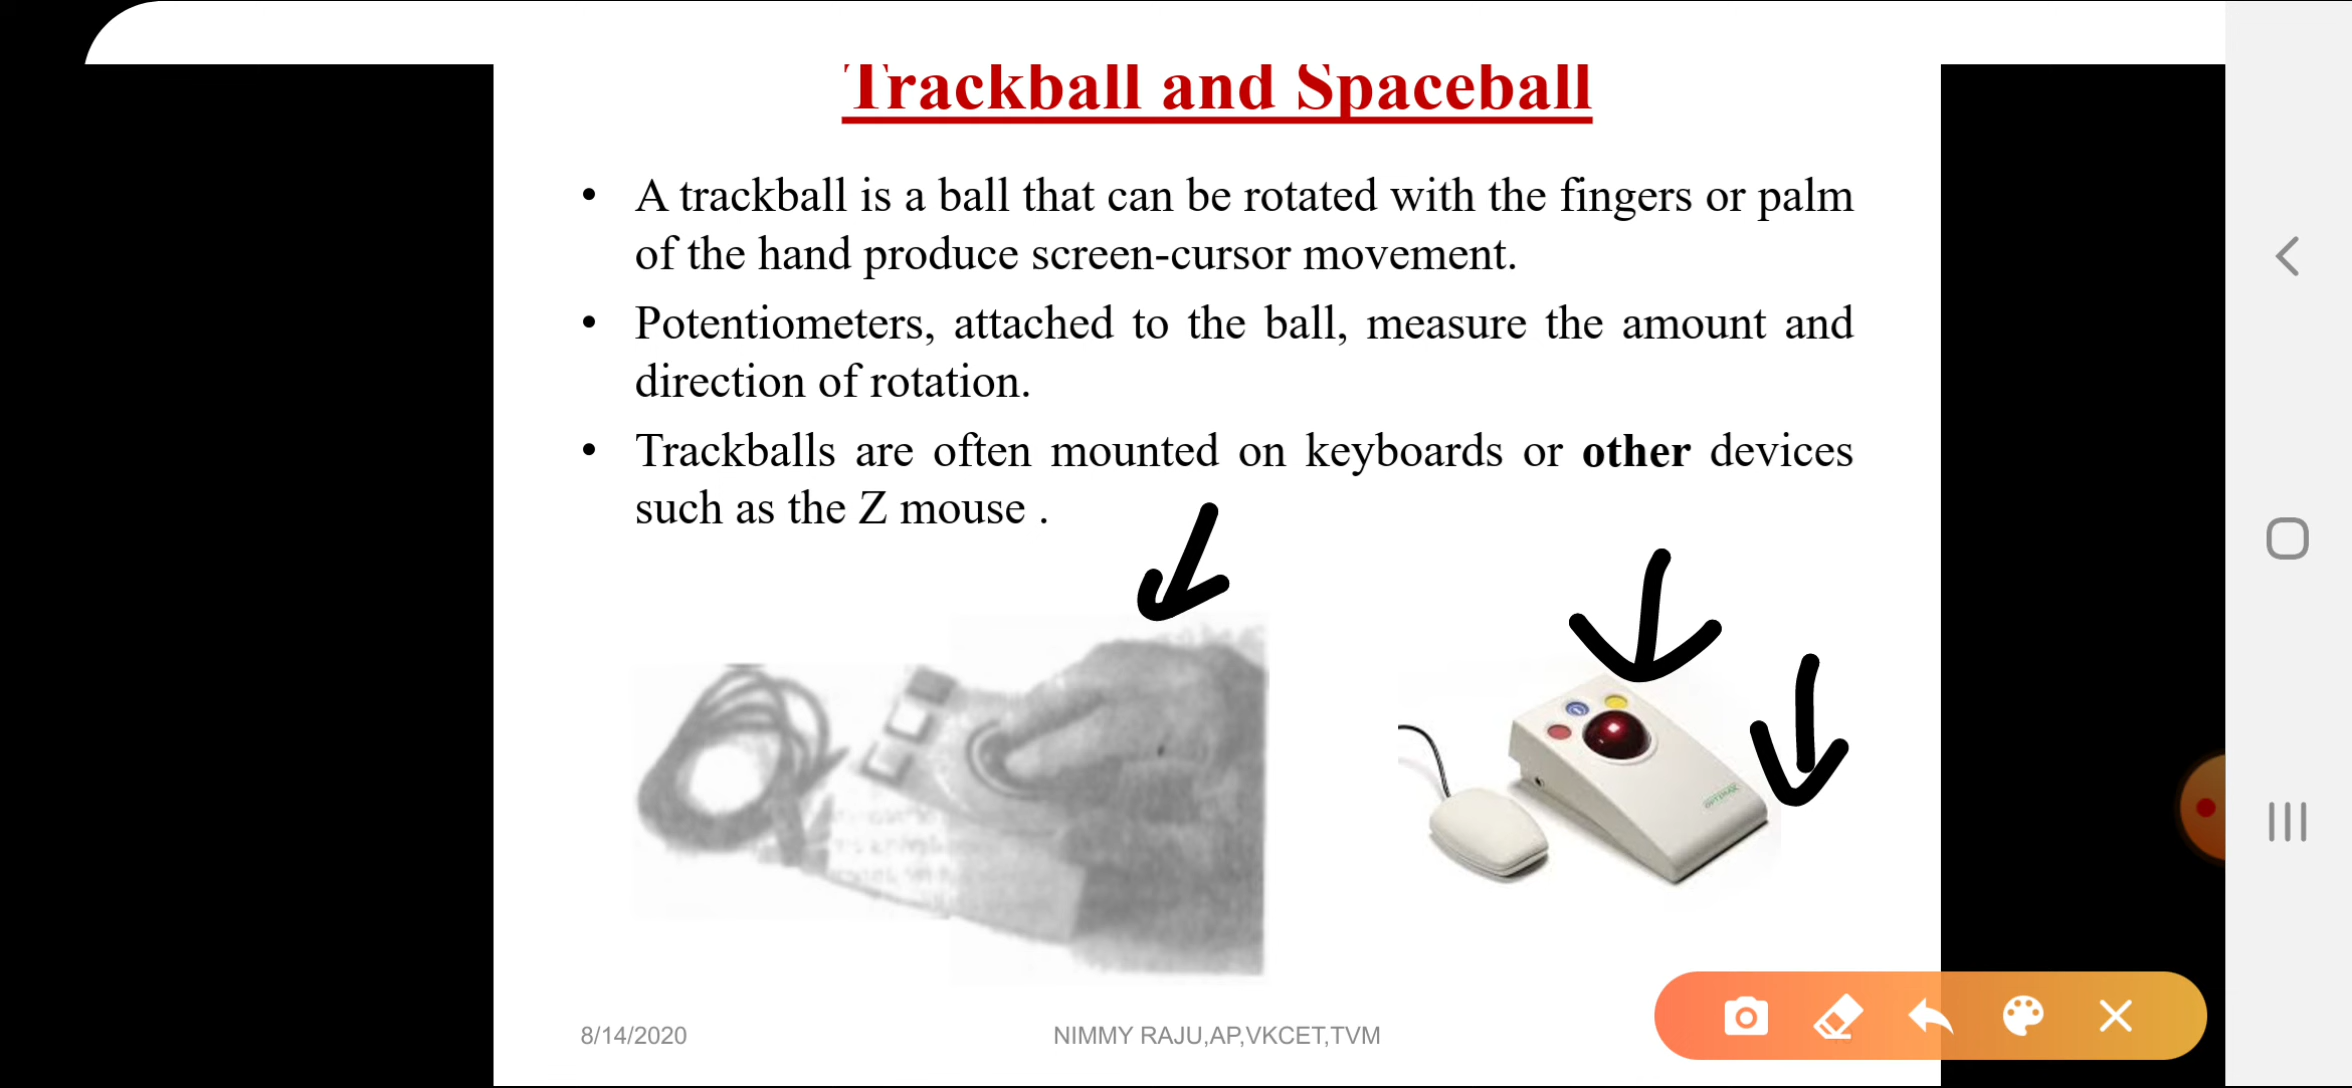 Trackball and Spaceball
• A trackball is a ball that can be rotated with the fingers or palm
of the hand produce screen-cursor movement.
• Potentiometers, attached to the ball, measure the amount and
direction of rotation.
• Trackballs are often mounted on keyboards or other devices
such as the Z mouse .
8/14/2020
NIMMY RAJU,AP,VKCET,TVM